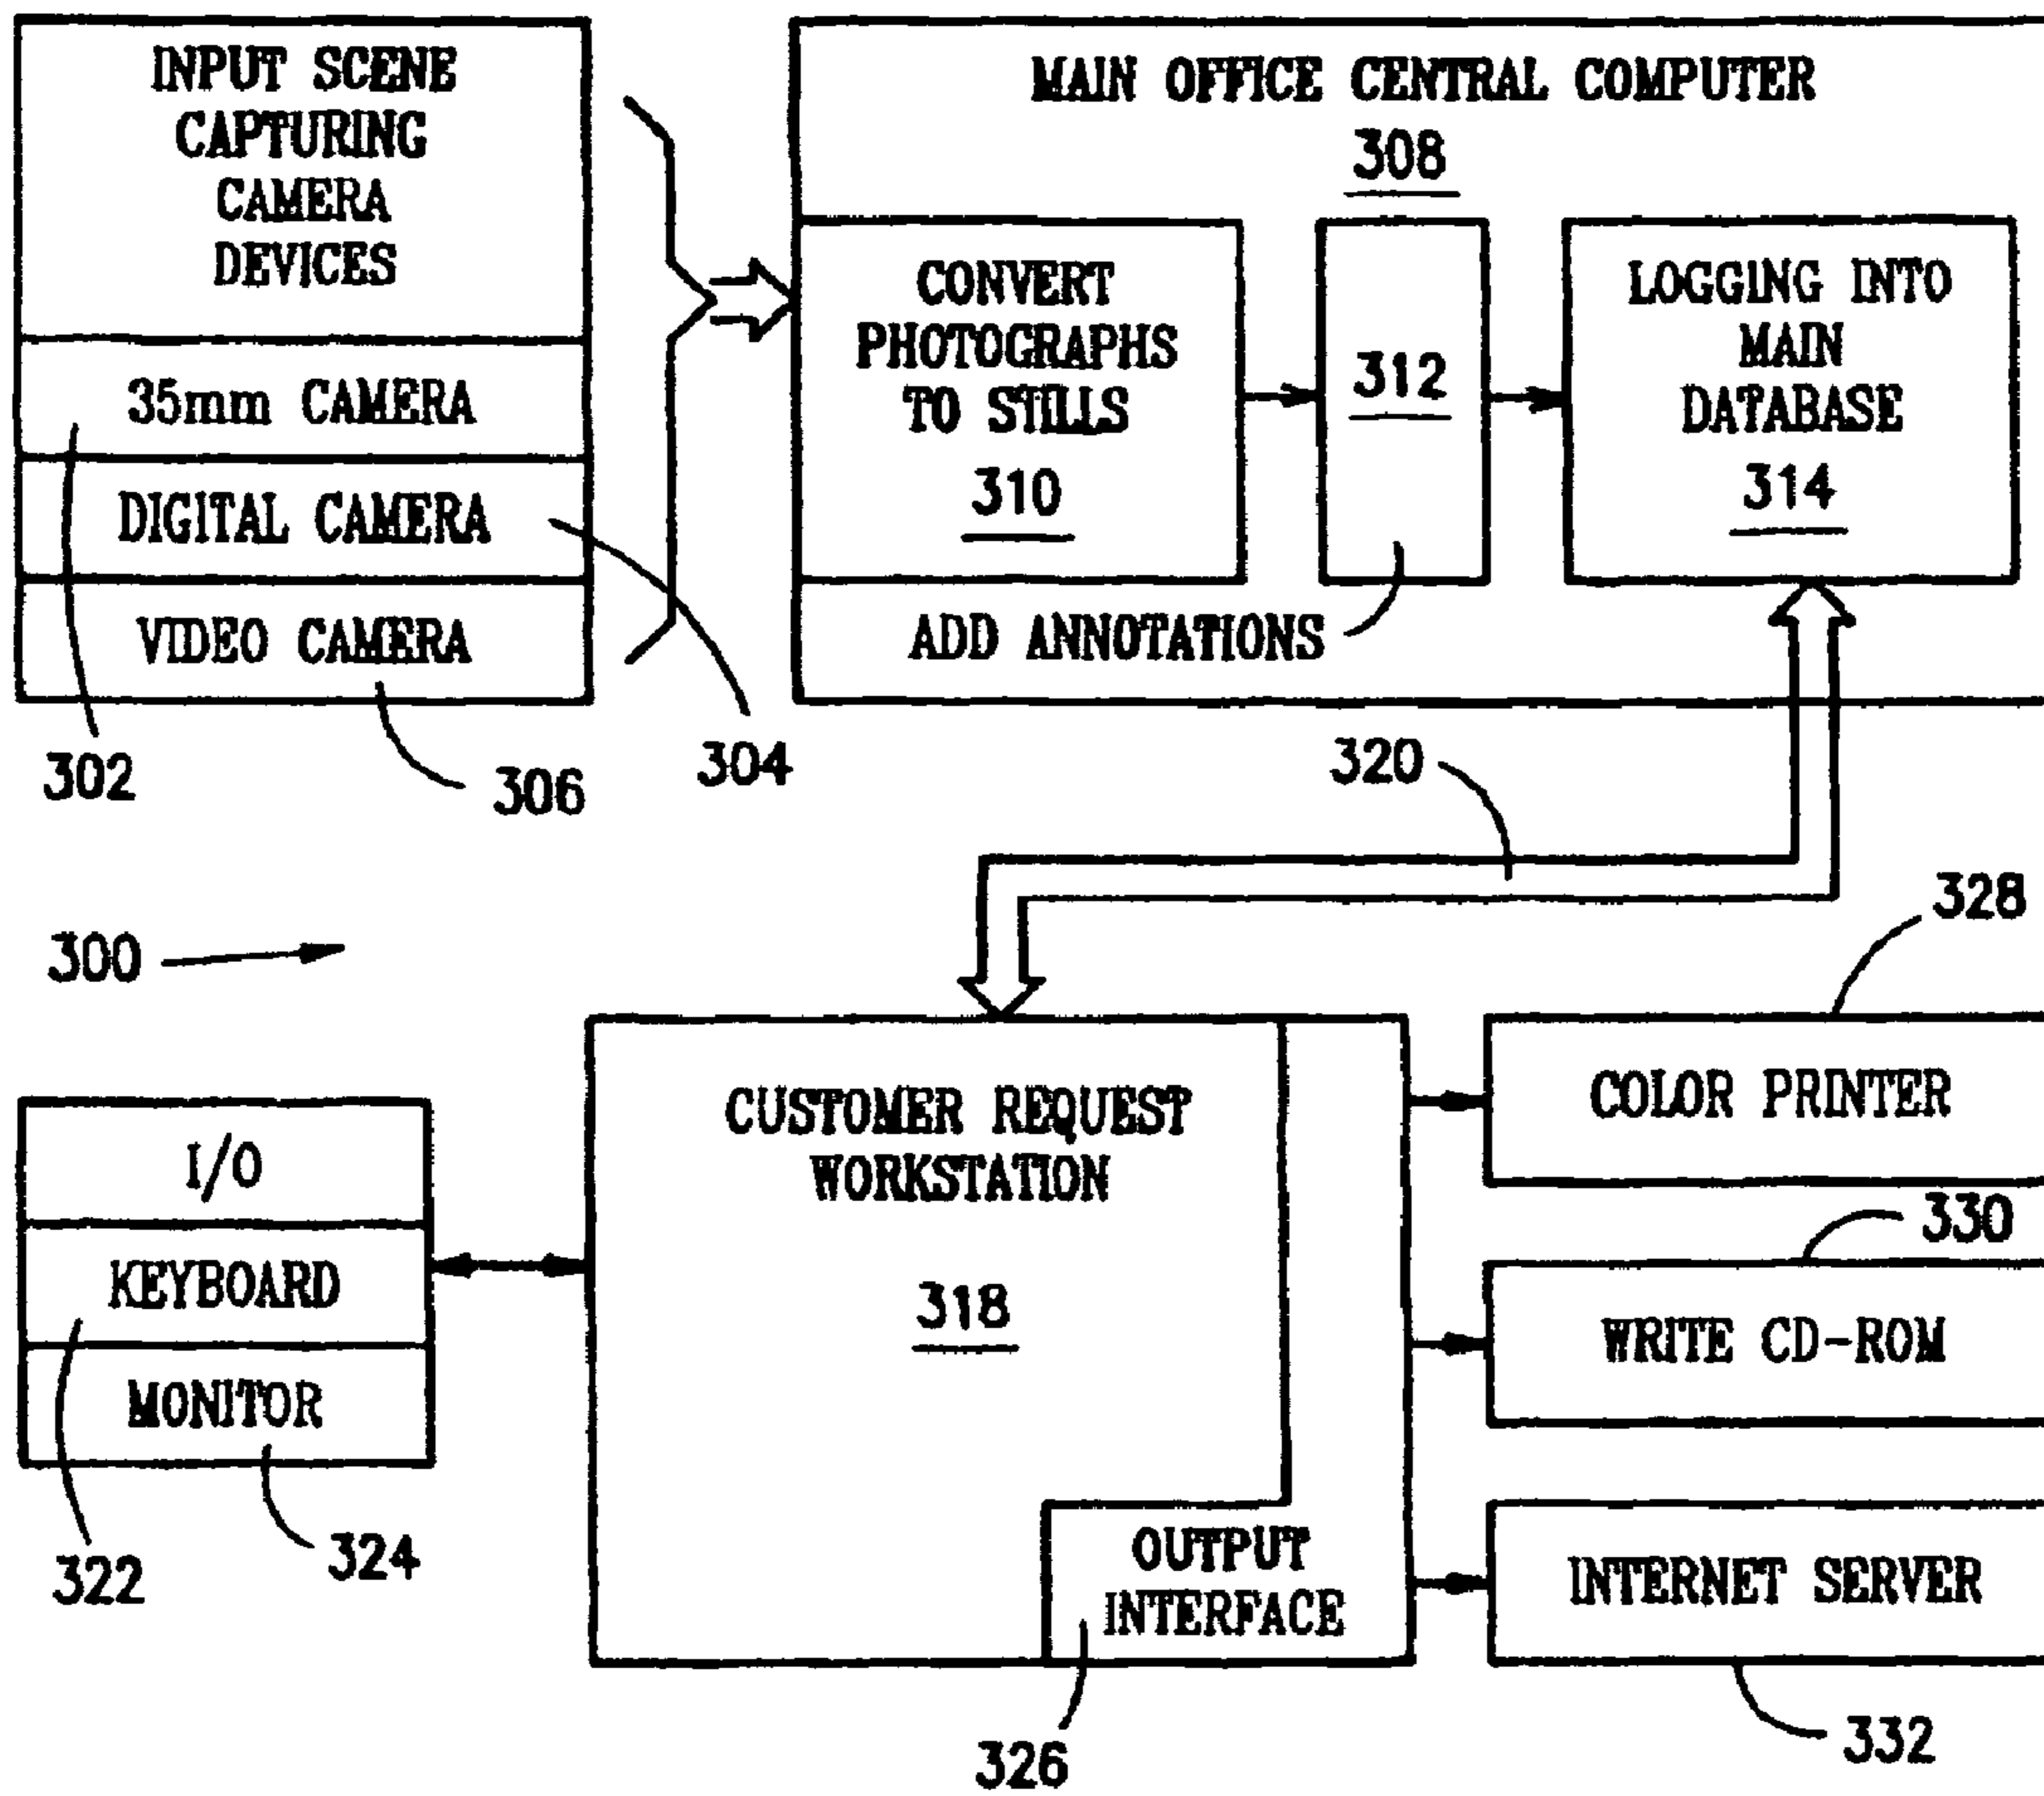 INPUT SCENE
CAPTURING
CAMERA
DEVICES
35mm CAMERA
DIGITAL CAMERA
VIDEO CAMERA
302
306
304
MAIN OFFICE CENTRAL COMPUTER
308
CONVERT
PHOTOGRAPHS
TO STILLS
310
312
LOGGING INTO
MAIN
DATABASE
314
ADD ANNOTATIONS
320
300
328
I/O
KEYBOARD
MONITOR
322
324
CUSTOMER REQUEST
WORKSTATION
318
OUTPUT
INTERFACE
326
COLOR PRINTER
330
WRITE CD-ROM
INTERNET SERVER
332